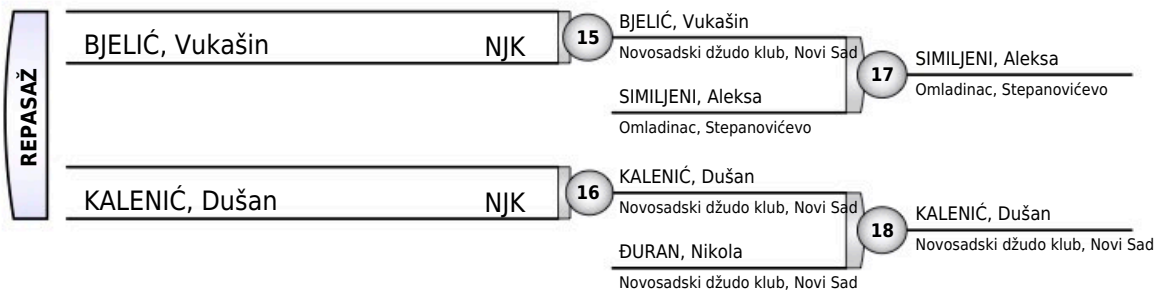 REPASAŽ
BJELIĆ, Vukašin NJK
15
BJELIĆ, Vukašin
Novosadski džudo klub, Novi Sad
SIMILJENI, Aleksa
Omladinac, Stepanovićevo
17
SIMILJENI, Aleksa
Omladinac, Stepanovićevo
KALENIĆ, Dušan NJK
16
KALENIĆ, Dušan
Novosadski džudo klub, Novi Sad
ĐURAN, Nikola
Novosadski džudo klub, Novi Sad
18
KALENIĆ, Dušan
Novosadski džudo klub, Novi Sad